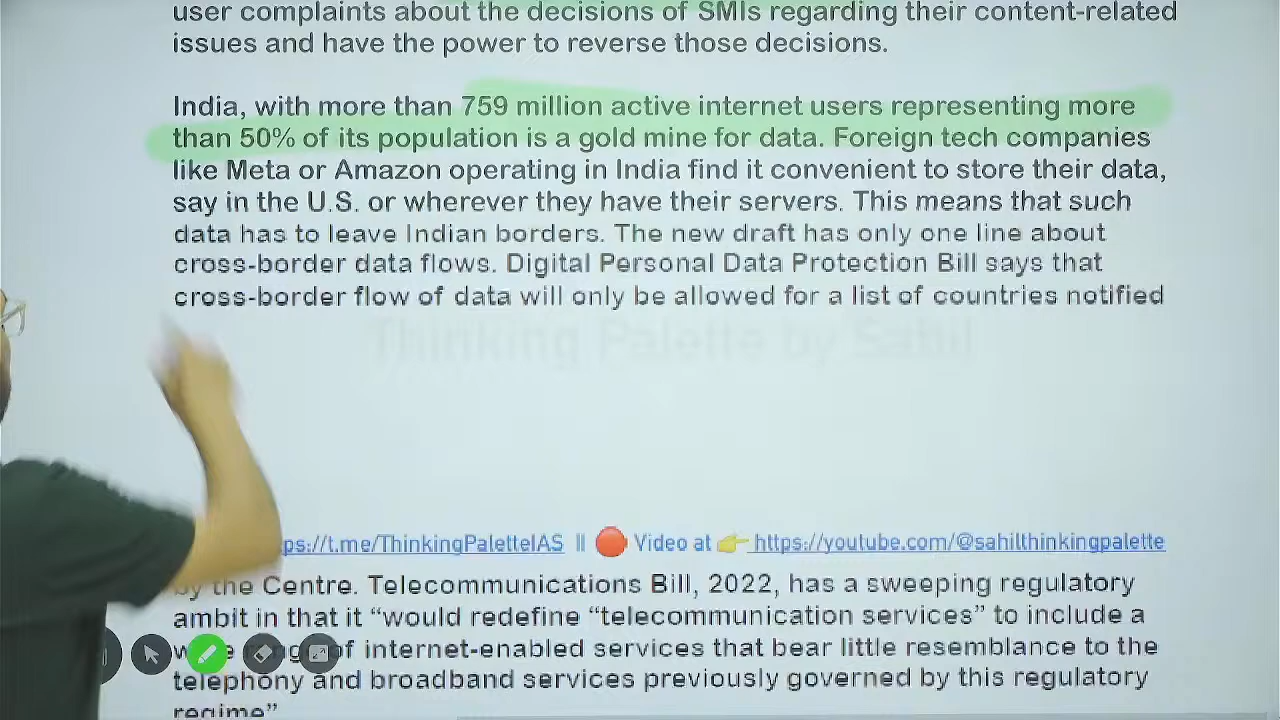 user complaints about the decisions of SMIs regarding their content-related
issues and have the power to reverse those decisions.
India, with more than 759 million active internet users representing more
than 50% of its population is a gold mine for data. Foreign tech companies
like Meta or Amazon operating in India find it convenient to store their data,
say in the U.S. or wherever they have their servers. This means that such
data has to leave Indian borders. The new draft has only one line about
cross-border data flows. Digital Personal Data Protection Bill says that
cross-border flow of data will only be allowed for a list of countries notified
Thinking Palette by Sahil
ps://t.me/ThinkingPaletteIAS || 🔴 Video at 👉 https://youtube.com/@sahilthinkingpalette
by the Centre. Telecommunications Bill, 2022, has a sweeping regulatory
ambit in that it “would redefine “telecommunication services” to include a
of internet-enabled services that bear little resemblance to the
telephony and broadband services previously governed by this regulatory
regime”